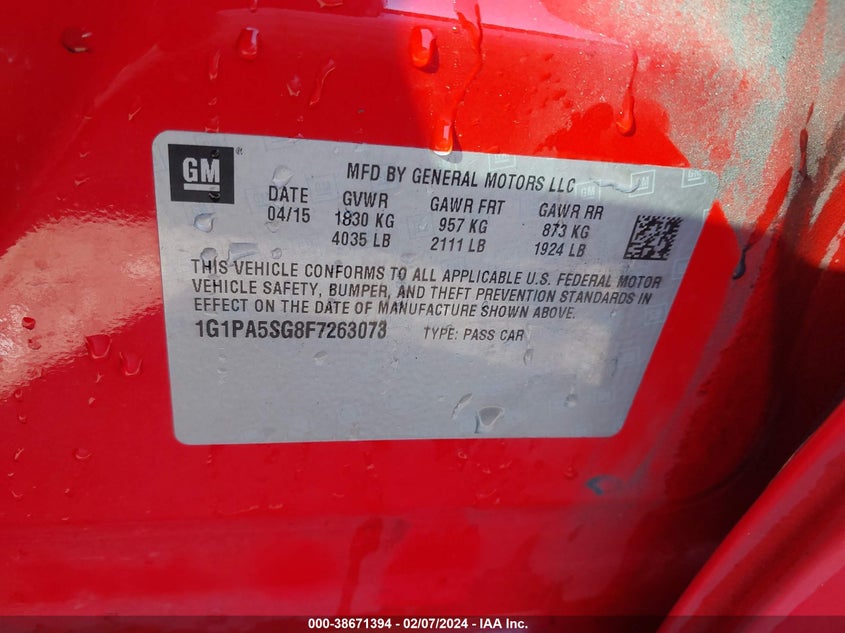 GM ® MFD BY GENERAL MOTORS LLC
DATE GVWR GAWR FRT GAWR RR
04/15 1830 KG 957 KG 873 KG
4035 LB 2111 LB 1924 LB
THIS VEHICLE CONFORMS TO ALL APPLICABLE U.S. FEDERAL MOTOR
VEHICLE SAFETY, BUMPER, AND THEFT PREVENTION STANDARDS IN
EFFECT ON THE DATE OF MANUFACTURE SHOWN ABOVE.
1G1PA5SG8F7263073 TYPE: PASS CAR
000-38671394 - 02/07/2024 - IAA Inc.